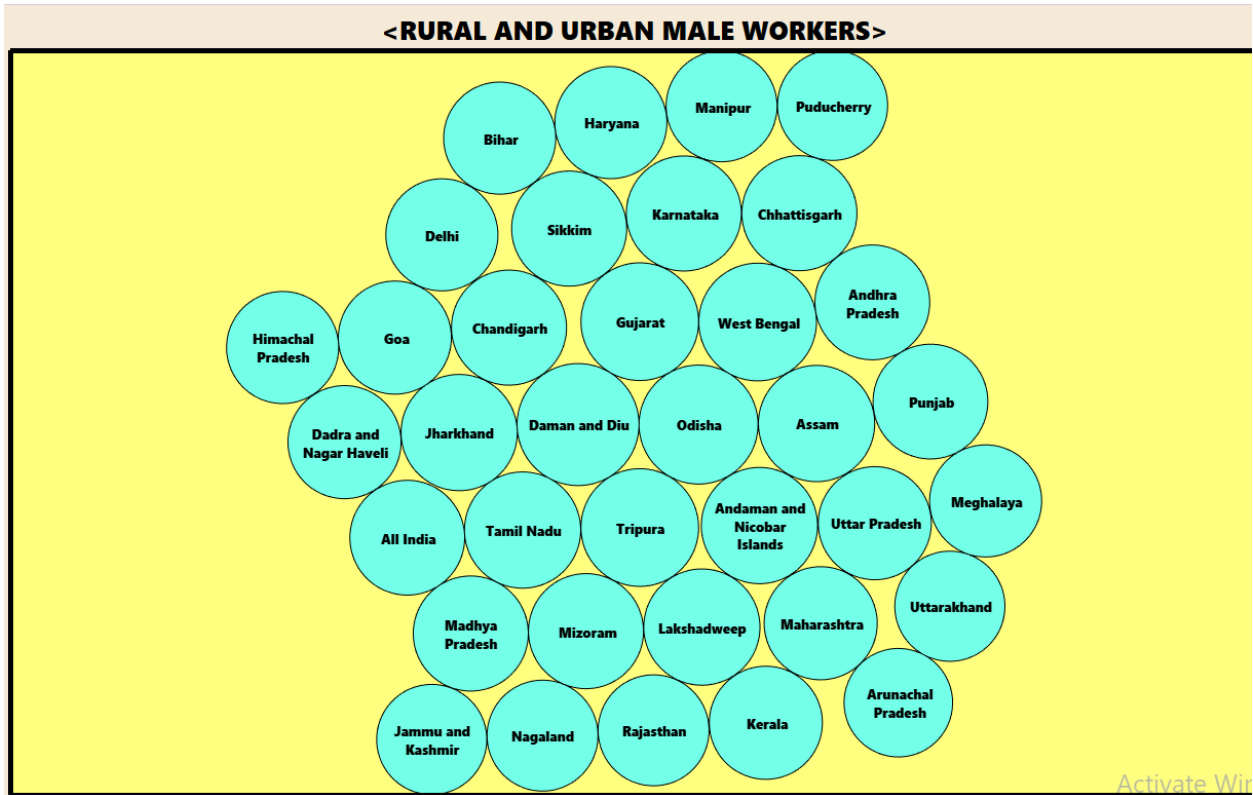 <RURAL AND URBAN MALE WORKERS>
Manipur
Puducherry
Haryana
Bihar
Karnataka
Chhattisgarh
Sikkim
Delhi
Andhra
Pradesh
Gujarat
West Bengal
Chandigarh
Goa
Himachal
Pradesh
Punjab
Daman and Diu
Odisha
Assam
Jharkhand
Dadra and
Nagar Haveli
Meghalaya
Andaman and
Nicobar
Islands
Uttar Pradesh
Tripura
Tamil Nadu
All India
Uttarakhand
Maharashtra
Lakshadweep
Mizoram
Madhya
Pradesh
Arunachal
Pradesh
Kerala
Rajasthan
Nagaland
Jammu and
Kashmir
Activate Win